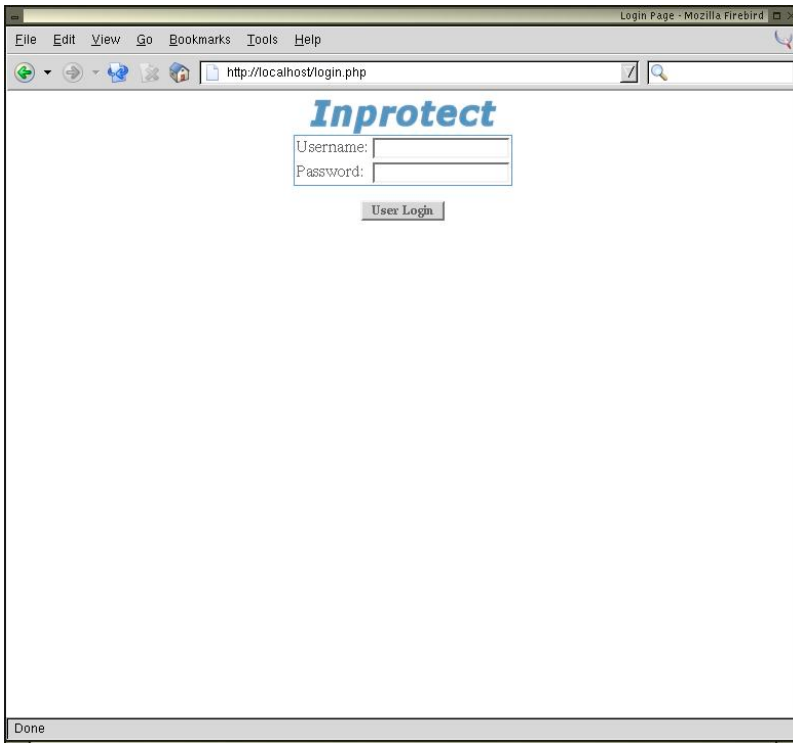 Login Page - Mozilla Firebird
File Edit View Go Bookmarks Tools Help
http://localhost/login.php
Inprotect
Username:
Password:
User Login
Done